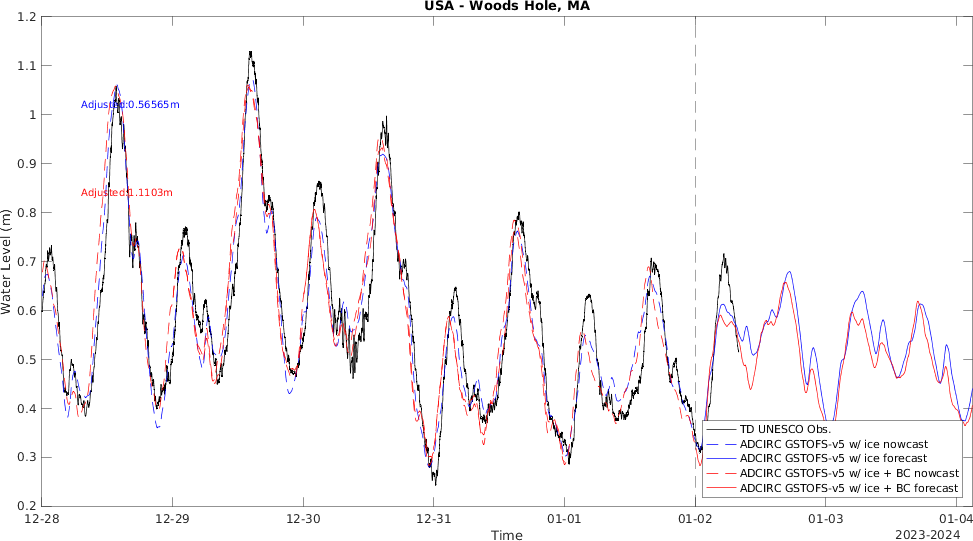 USA - Woods Hole, MA
1.2
1.1
1
0.9
0.8
0.7
0.6
0.5
0.4
0.3
0.2
Water Level (m)
Adjusted:0.56565m
Adjusted:1.1103m
TD UNESCO Obs.
ADCIRC GSTOFS-v5 w/ ice nowcast
ADCIRC GSTOFS-v5 w/ ice forecast
ADCIRC GSTOFS-v5 w/ ice + BC nowcast
ADCIRC GSTOFS-v5 w/ ice + BC forecast
12-28 12-29 12-30 12-31 01-01 01-02 01-03 01-04
Time
2023-2024